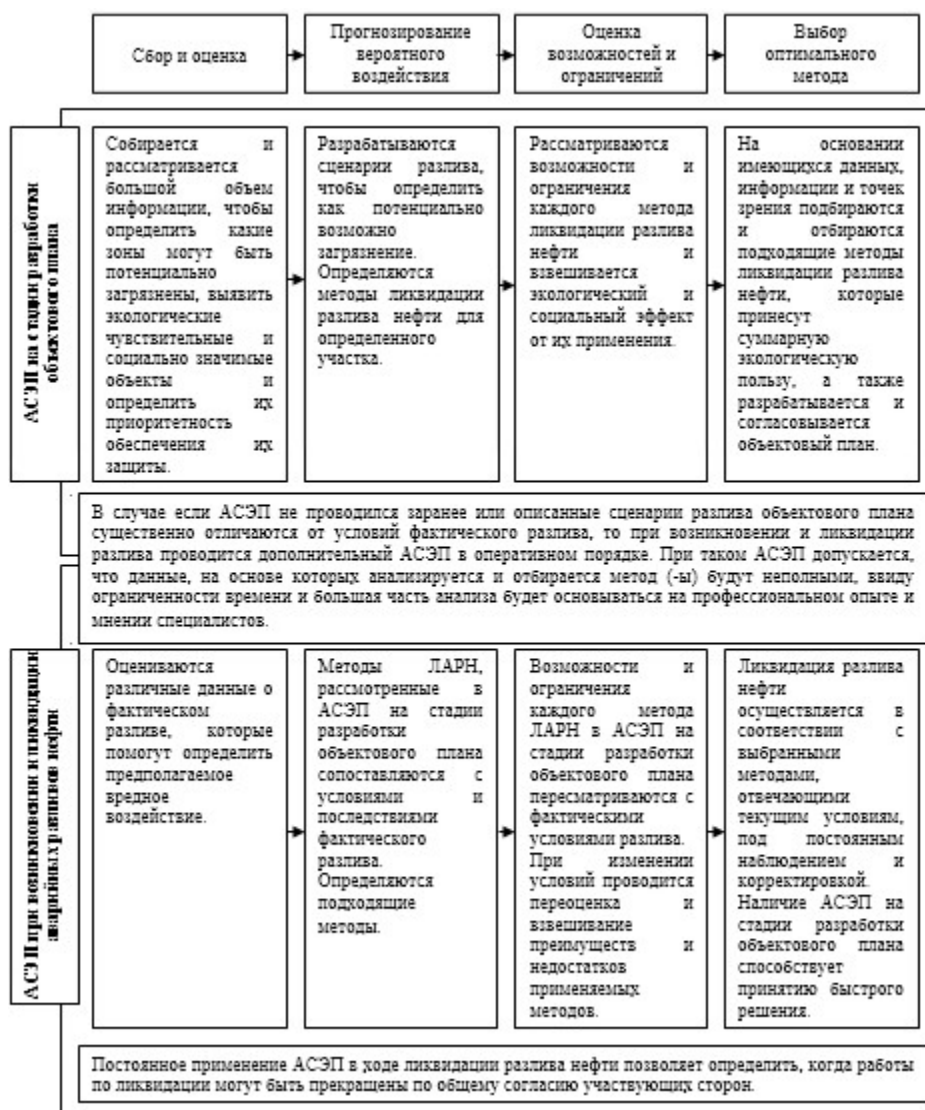 Сбор и оценка
Прогнозирование
вероятного
воздействия
Оценка
возможностей и
ограничений
Выбор
оптимального
метода
АСЭП на стадии разработки
объектового плана
Собирается и
рассматривается
большой объем
информации, чтобы
определить какие
зоны могут быть
потенциально
загрязнены, выявить
экологические
чувствительные и
социально значимые
объекты и
определить их
приоритетность
обеспечения их
защиты.
Разрабатываются
сценарии разлива,
чтобы определить
как потенциально
возможно
загрязнение.
Определяются
методы ликвидации
разлива нефти для
определенного
участка.
Рассматриваются
возможности и
ограничения
каждого метода
ликвидации разлива
нефти и
взвешивается
экологический и
социальный эффект
от их применения.
На основании
имеющихся данных,
информации и точек
зрения подбираются
и отбираются
подходящие методы
ликвидации разлива
нефти, которые
принесут
суммарную
экологическую
пользу, а также
разрабатывается и
согласовывается
объектовый план.
В случае если АСЭП не проводился заранее или описанные сценарии разлива объектового плана
существенно отличаются от условий фактического разлива, то при возникновении и ликвидации
разлива проводится дополнительный АСЭП в оперативном порядке. При таком АСЭП допускается,
что данные, на основе которых анализируется и отбирается метод (-ы) будут неполными, ввиду
ограниченности времени и большая часть анализа будет основываться на профессиональном опыте и
мнении специалистов.
АСЭП при возникновении и ликвидации
аварийных разливов нефти
Оцениваются
различные данные о
фактическом
разливе, которые
помогут определить
предполагаемое
вредное
воздействие.
Методы ЛАРН,
рассмотренные в
АСЭП на стадии
разработки
объектового плана
сопоставляются с
условиями и
последствиями
фактического
разлива.
Определяются
подходящие
методы.
Возможности и
ограничения
каждого метода
ЛАРН в АСЭП на
стадии разработки
объектового плана
пересматриваются с
фактическими
условиями разлива.
При изменении
условий проводится
переоценка и
взвешивание
преимуществ и
недостатков
применяемых
методов.
Ликвидация разлива
нефти
осуществляется в
соответствии с
выбранными
методами,
отвечающими
текущим условиям,
под постоянным
наблюдением и
корректировкой.
Наличие АСЭП на
стадии разработки
объектового плана
способствует
принятию быстрого
решения.
Постоянное применение АСЭП в ходе ликвидации разлива нефти позволяет определить, когда работы
по ликвидации могут быть прекращены по общему согласию участвующих сторон.